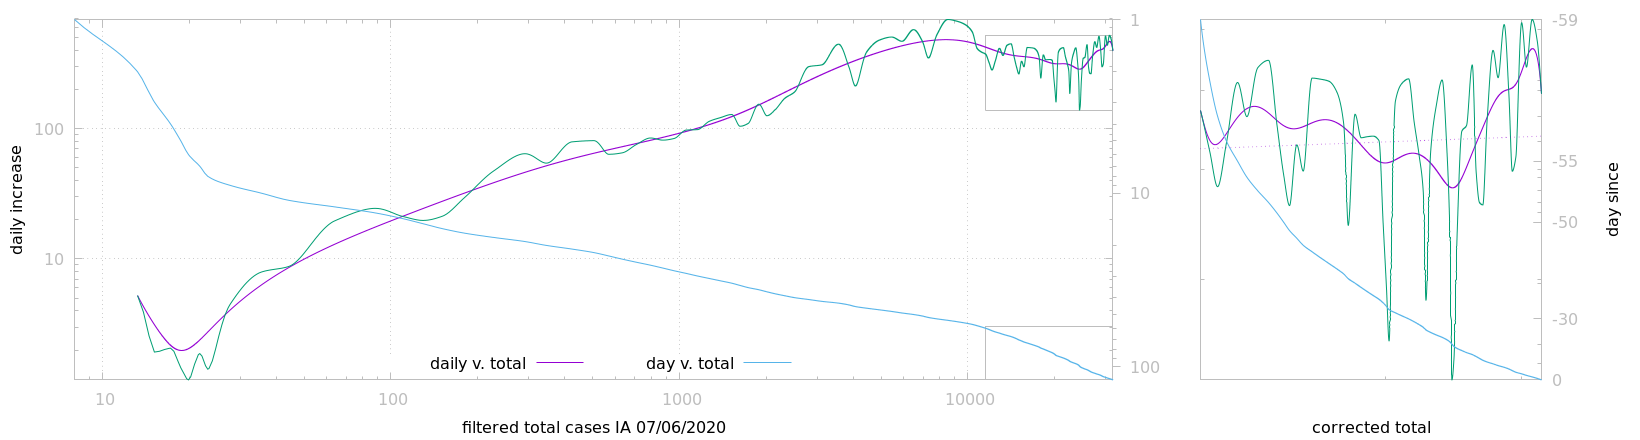 daily increase
100
10
10
100
1000
10000
daily v. total
day v. total
filtered total cases IA 07/06/2020
1
10
100
-59
-55
-50
-30
0
day since
corrected total